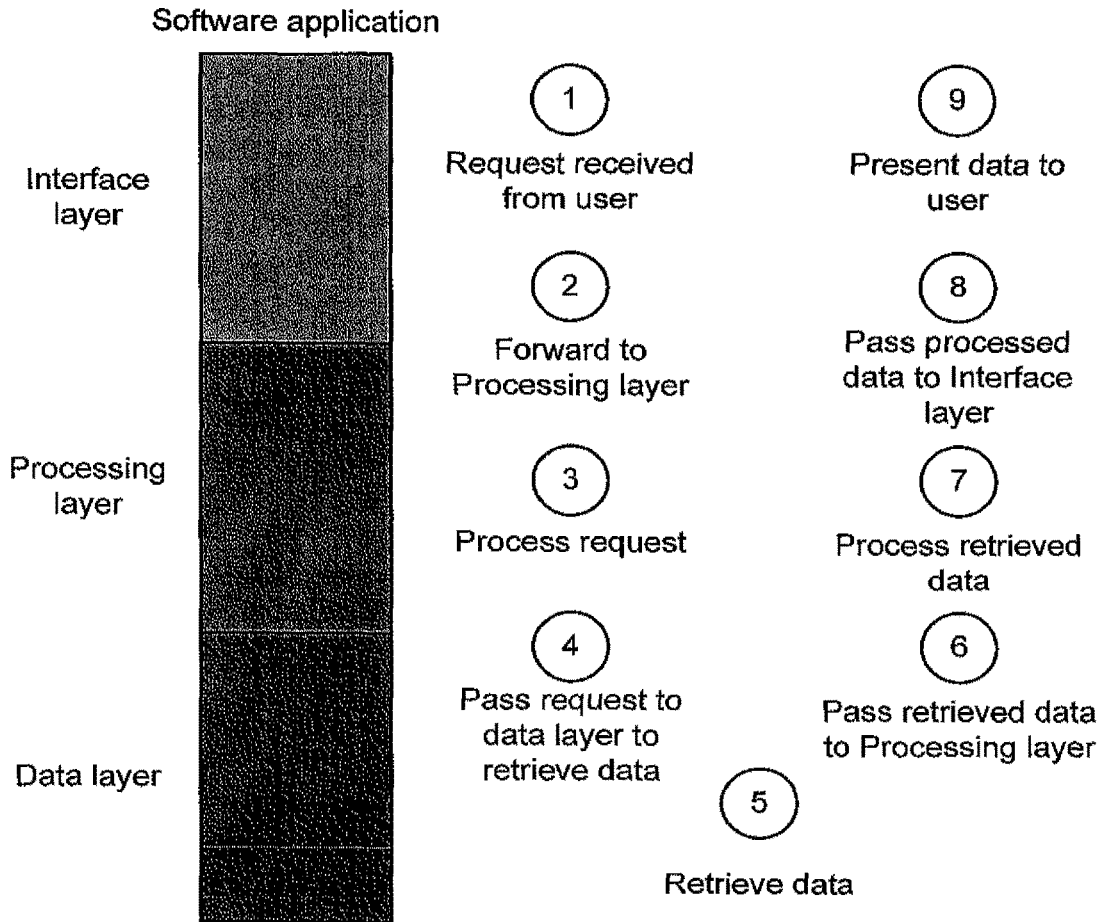 Software application
Interface
layer
Processing
layer
Data layer
1
Request received
from user
2
Forward to
Processing layer
3
Process request
4
Pass request to
data layer to
retrieve data
5
Retrieve data
6
Pass retrieved data
to Processing layer
7
Process retrieved
data
8
Pass processed
data to Interface
layer
9
Present data to
user